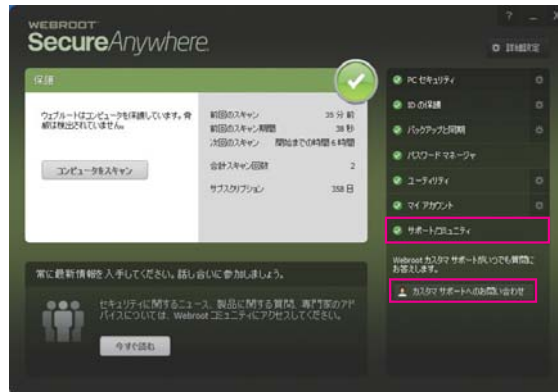 WEBROOT
SecureAnywhere
詳細設定
保護
ウェブルートはコンピュータを保護しています。脅
威は検出されていません。
コンピュータをスキャン
前回のスキャン 35 分 前
前回のスキャン期間 38 秒
次回のスキャン 開始までの時間 6 時間
合計スキャン回数 2
サブスクリプション 358 日
PC セキュリティ
ID の保護
バックアップと同期
パスワード マネージャ
ユーティリティ
マイ アカウント
サポート/コミュニティ
Webroot カスタマ サポートがいつでも質問に
お答えします。
カスタマ サポートへのお問い合わせ
常に最新情報を入手してください。話し合いに参加しましょう。
セキュリティに関するニュース、製品に関する質問、専門家のアド
バイスについては、Webroot コミュニティにアクセスしてください。
今すぐ読む